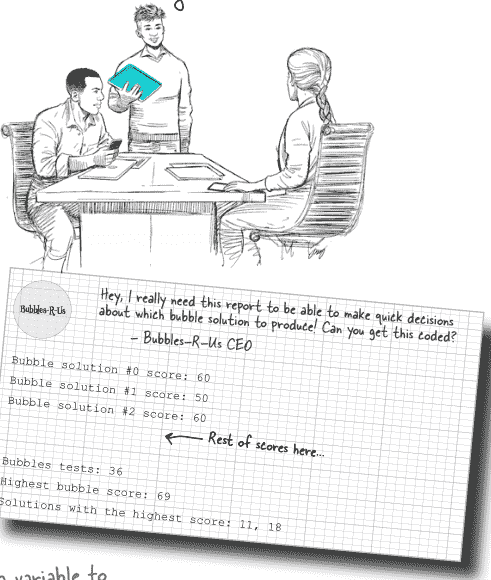 Bubbles-R-Us
Hey, I really need this report to be able to make quick decisions
about which bubble solution to produce! Can you get this coded?
– Bubbles-R-Us CEO
Bubble solution #0 score: 60
Bubble solution #1 score: 50
Bubble solution #2 score: 60
Rest of scores here...
Bubbles tests: 36
Highest bubble score: 69
Solutions with the highest score: 11, 18
variable to